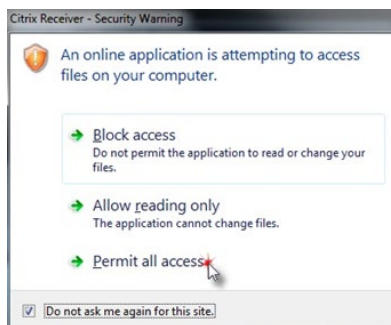 Citrix Receiver - Security Warning
An online application is attempting to access
files on your computer.
Block access
Do not permit the application to read or change your
files.
Allow reading only
The application cannot change files.
Permit all access
Do not ask me again for this site.